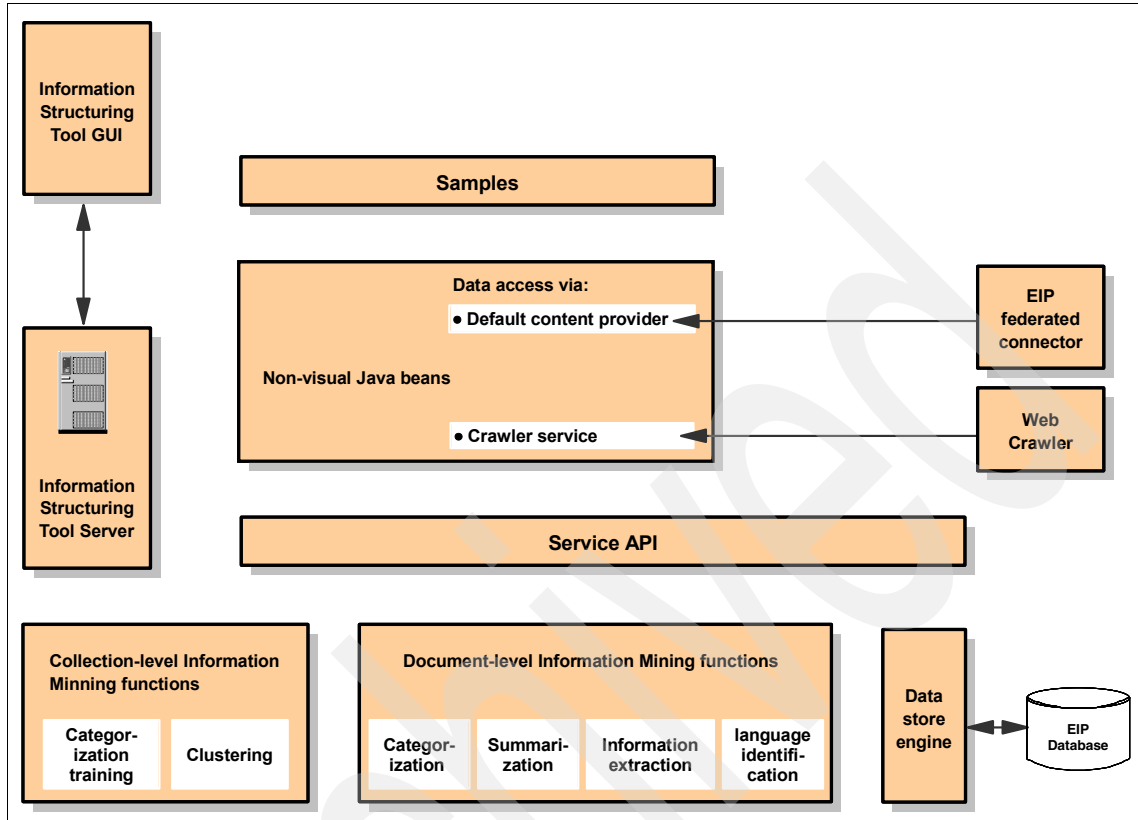 Information
Structuring
Tool GUI
Samples
Data access via:
● Default content provider
Non-visual Java beans
● Crawler service
EIP
federated
connector
Web
Crawler
Information
Structuring
Tool Server
Service API
Collection-level Information
Minning functions
Categor-
ization
training
Clustering
Document-level Information Mining functions
Categor-
ization
Summari-
zation
Information
extraction
language
identifi-
cation
Data
store
engine
EIP
Database